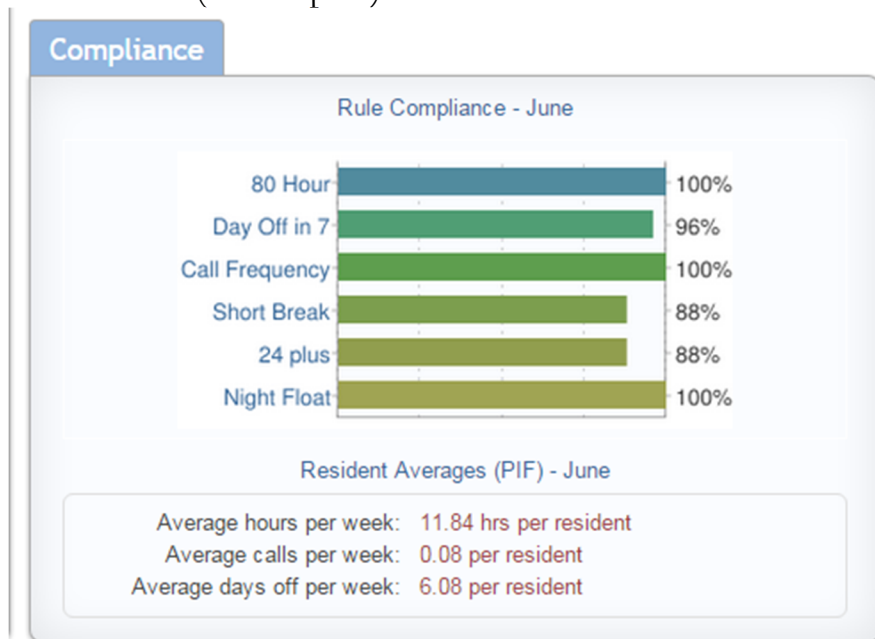 Compliance
Rule Compliance - June
80 Hour 100%
Day Off in 7 96%
Call Frequency 100%
Short Break 88%
24 plus 88%
Night Float 100%
Resident Averages (PIF) - June
Average hours per week: 11.84 hrs per resident
Average calls per week: 0.08 per resident
Average days off per week: 6.08 per resident